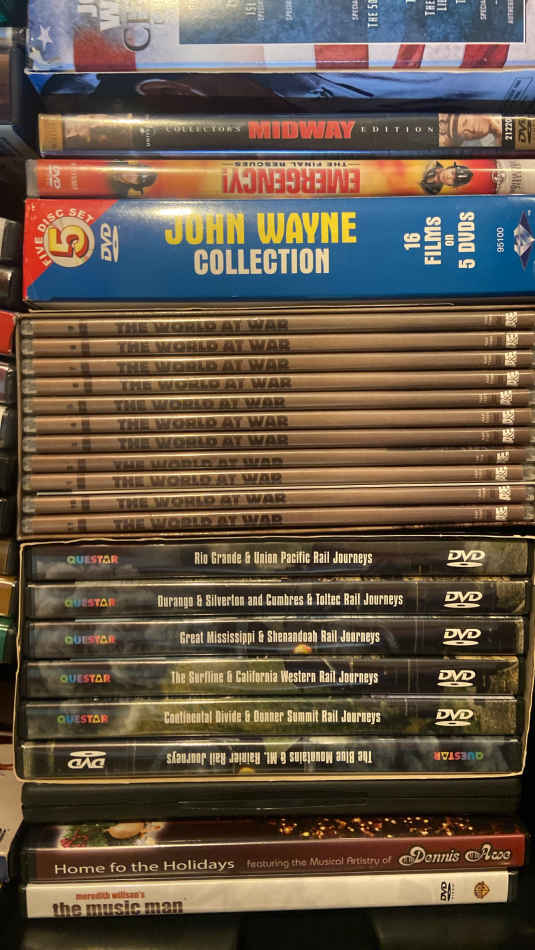 COLLECTOR'S MIDWAY EDITION
21220
DVD
EMERGENCY!
THE FINAL RESCUES
FIVE DISC SET
5
DVD
JOHN WAYNE
COLLECTION
16
FILMS
ON
5 DVDS
95100
THE WORLD AT WAR
THE WORLD AT WAR
THE WORLD AT WAR
THE WORLD AT WAR
THE WORLD AT WAR
THE WORLD AT WAR
THE WORLD AT WAR
THE WORLD AT WAR
THE WORLD AT WAR
THE WORLD AT WAR
THE WORLD AT WAR
QUESTAR Rio Grande & Union Pacific Rail Journeys DVD
QUESTAR Durango & Silverton and Cumbres & Toltec Rail Journeys DVD
QUESTAR Great Mississippi & Shenandoah Rail Journeys DVD
QUESTAR The Surfline & California Western Rail Journeys DVD
QUESTAR Continental Divide & Donner Summit Rail Journeys DVD
QUESTAR The Blue Mountains & Mt. Rainier Rail Journeys DVD
Home fo the Holidays featuring the Musical Artistry of Dennis Awe
meredith willson's
the music man
DVD